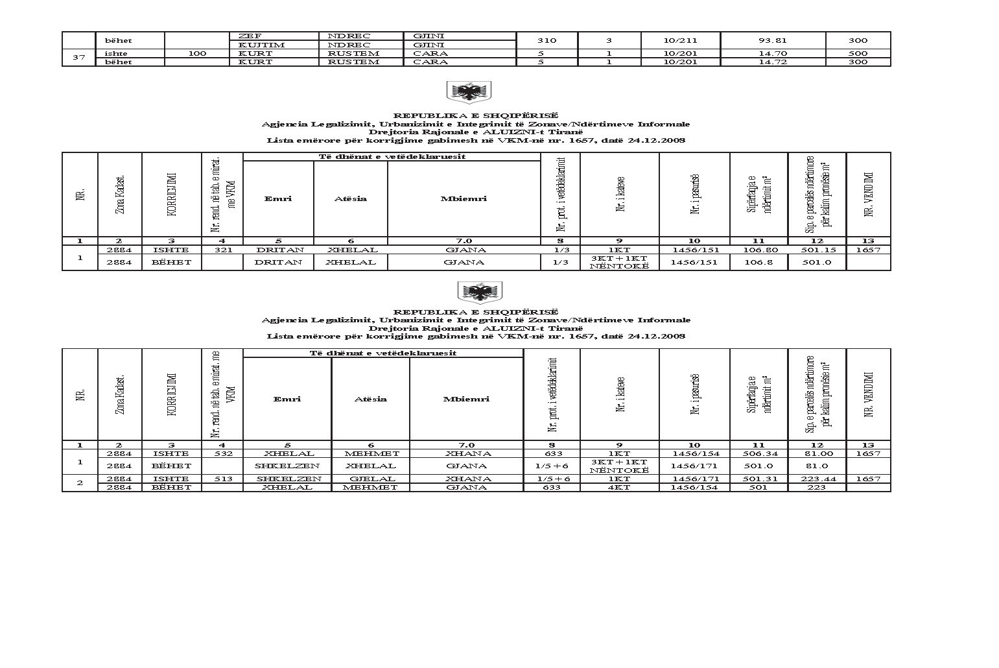 bëhet ZEF NDREC GJINI 310 3 10/211 93.81 300
KUJTIM NDREC GJINI
37 ishte 100 KURT RUSTEM CARA 5 1 10/201 14.70 500
bëhet KURT RUSTEM CARA 5 1 10/201 14.72 300
REPUBLIKA E SHQIPËRISË
Agjencia Legalizimit, Urbanizimit e Integrimit të Zonave/Ndërtimeve Informale
Drejtoria Rajonale e ALUIZNI-t Tiranë
Lista emërore për korrigjime gabimesh në VKM-në nr. 1657, datë 24.12.2008
NR.
Zona Kadast.
KORRIGJIMI
Nr. rend. në tab. e mirat.
me VKM
Të dhënat e vetëdeklaruesit
Emri Atësia Mbiemri
Nr. prot. i vetëdeklarimit
Nr. i kateve
Nr. i pasurisë
Sipërfaqja e
ndërtimit m²
Sip. e parcelës ndërtimore
për kalim pronësie m²
NR. VENDIMI
1 2 3 4 5 6 7.0 8 9 10 11 12 13
1 2884 ISHTE 321 DRITAN XHELAL GJANA 1/3 1KT 1456/151 106.80 501.15 1657
2884 BËHET DRITAN XHELAL GJANA 1/3 3KT+1KT NËNTOKË 1456/151 106.8 501.0
REPUBLIKA E SHQIPËRISË
Agjencia Legalizimit, Urbanizimit e Integrimit të Zonave/Ndërtimeve Informale
Drejtoria Rajonale e ALUIZNI-t Tiranë
Lista emërore për korrigjime gabimesh në VKM-në nr. 1657, datë 24.12.2008
NR.
Zona Kadast.
KORRIGJIMI
Nr. rend. në tab. e mirat. me
VKM
Të dhënat e vetëdeklaruesit
Emri Atësia Mbiemri
Nr. prot. i vetëdeklarimit
Nr. i kateve
Nr. i pasurisë
Sipërfaqja e
ndërtimit m²
Sip. e parcelës ndërtimore
për kalim pronësie m²
NR. VENDIMI
1 2 3 4 5 6 7.0 8 9 10 11 12 13
1 2884 ISHTE 532 XHELAL MEHMET XHANA 633 1KT 1456/154 506.34 81.00 1657
2884 BËHET SHKELZEN XHELAL GJANA 1/5+6 3KT+1KT NËNTOKË 1456/171 501.0 81.0
2 2884 ISHTE 513 SHKELZEN GJELAL XHANA 1/5+6 1KT 1456/171 501.31 223.44 1657
2884 BËHET XHELAL MEHMET GJANA 633 4KT 1456/154 501 223